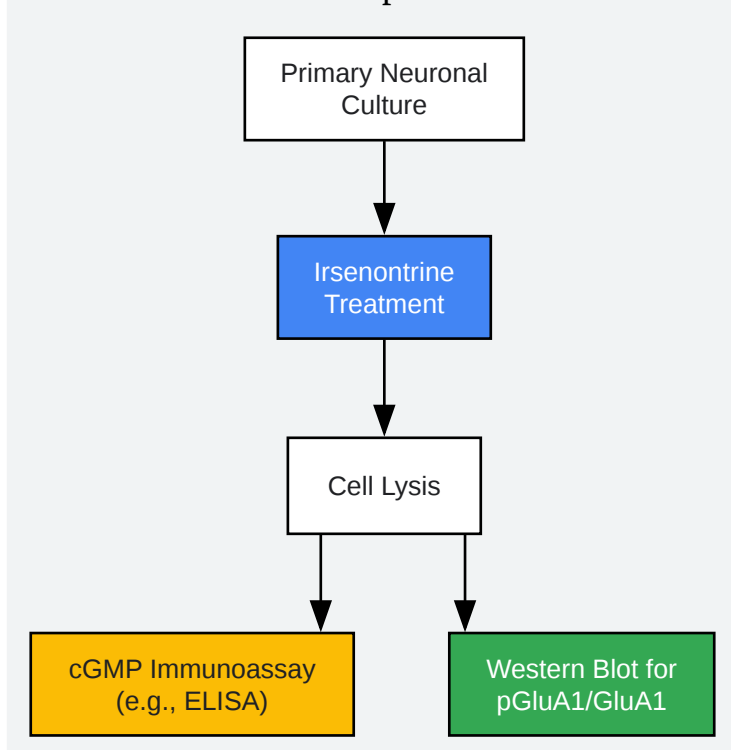 Primary Neuronal
Culture
Irsenontrine
Treatment
Cell Lysis
cGMP Immunoassay
(e.g., ELISA)
Western Blot for
pGluA1/GluA1